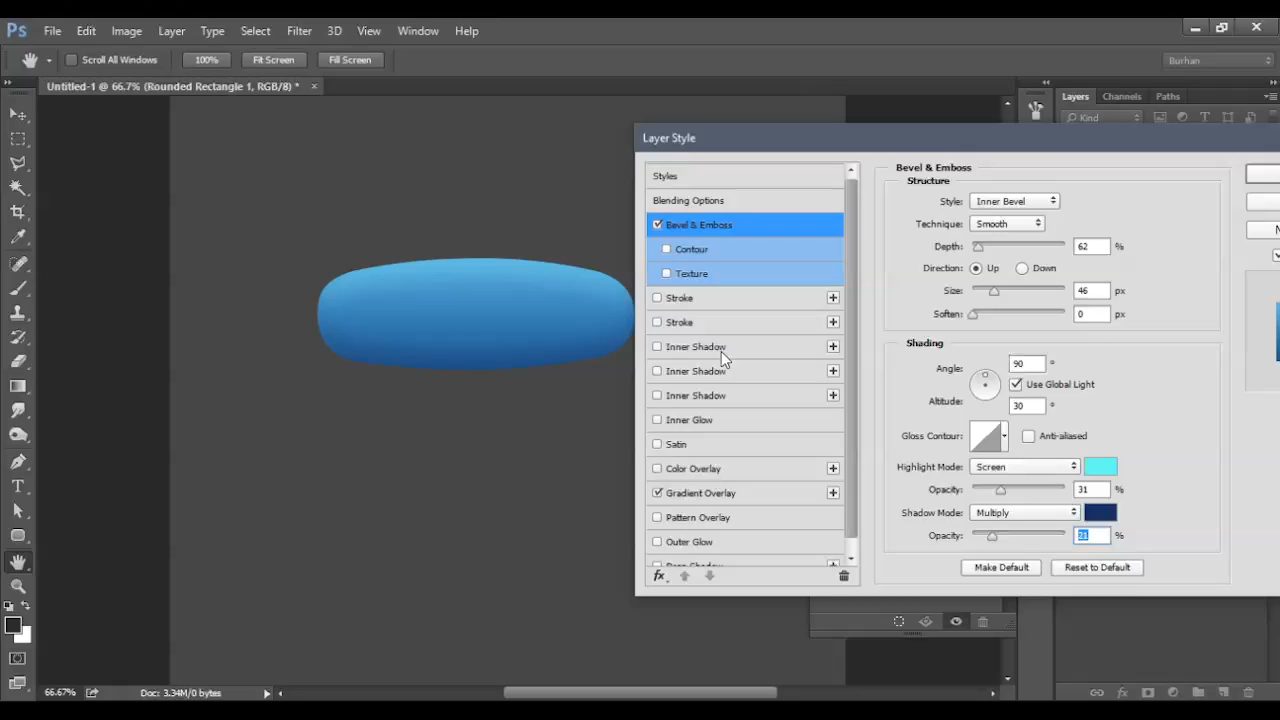 Ps File Edit Image Layer Type Select Filter 3D View Window Help
Scroll All Windows 100% Fit Screen Fill Screen Burhan
Untitled-1 @ 66.7% (Rounded Rectangle 1, RGB/8) * ×
Layers Channels Paths
Kind
Layer Style
Styles
Blending Options
Bevel & Emboss
Contour
Texture
Stroke
Stroke
Inner Shadow
Inner Shadow
Inner Shadow
Inner Glow
Satin
Color Overlay
Gradient Overlay
Pattern Overlay
Outer Glow
fx
Bevel & Emboss
Structure
Style: Inner Bevel
Technique: Smooth
Depth: 62 %
Direction: Up Down
Size: 46 px
Soften: 0 px
Shading
Angle: 90 °
Use Global Light
Altitude: 30 °
Gloss Contour: Anti-aliased
Highlight Mode: Screen
Opacity: 31 %
Shadow Mode: Multiply
Opacity: 21 %
Make Default Reset to Default
N
66.67% Doc: 3.34M/0 bytes
fx